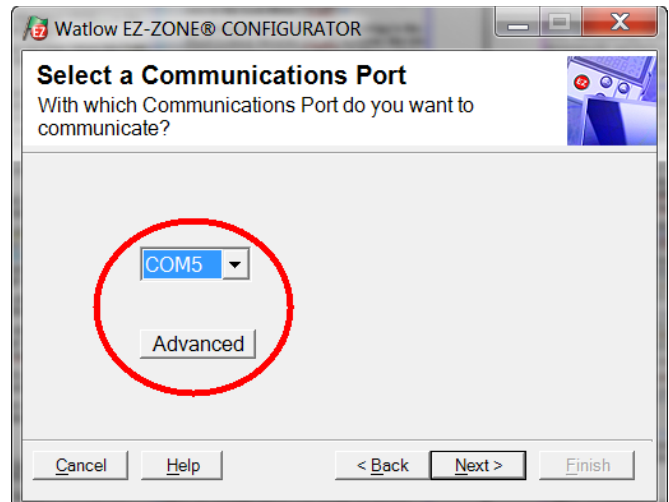 Watlow EZ-ZONE® CONFIGURATOR
Select a Communications Port
With which Communications Port do you want to
communicate?
COM5
Advanced
Cancel Help < Back Next > Finish